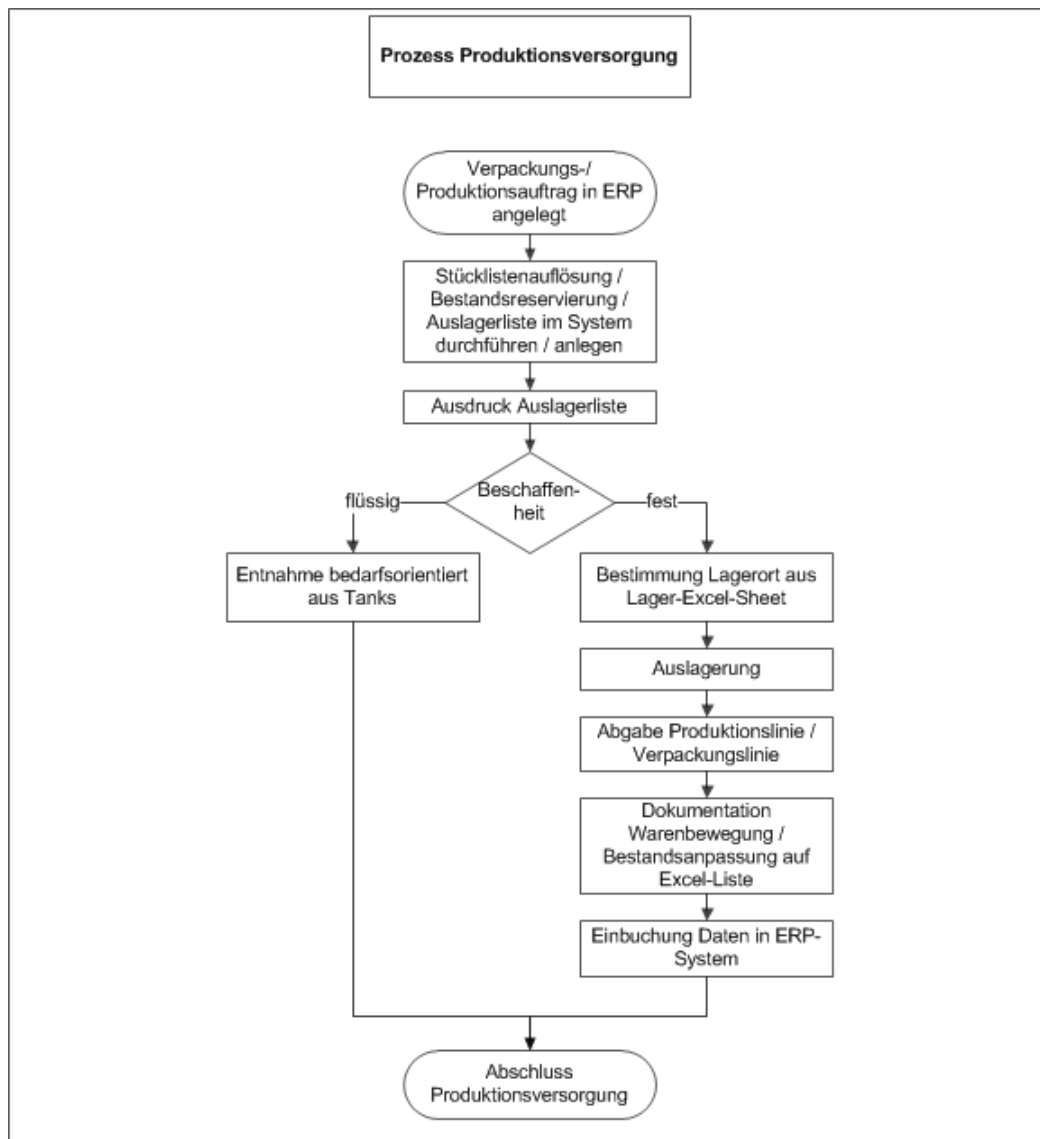 Prozess Produktionsversorgung
Verpackungs-/
Produktionsauftrag in ERP
angelegt
Stücklistenauflösung /
Bestandsreservierung /
Auslagerliste im System
durchführen / anlegen
Ausdruck Auslagerliste
Beschaffen-
heit
flüssig
fest
Entnahme bedarfsorientiert
aus Tanks
Bestimmung Lagerort aus
Lager-Excel-Sheet
Auslagerung
Abgabe Produktionslinie /
Verpackungslinie
Dokumentation
Warenbewegung /
Bestandsanpassung auf
Excel-Liste
Einbuchung Daten in ERP-
System
Abschluss
Produktionsversorgung